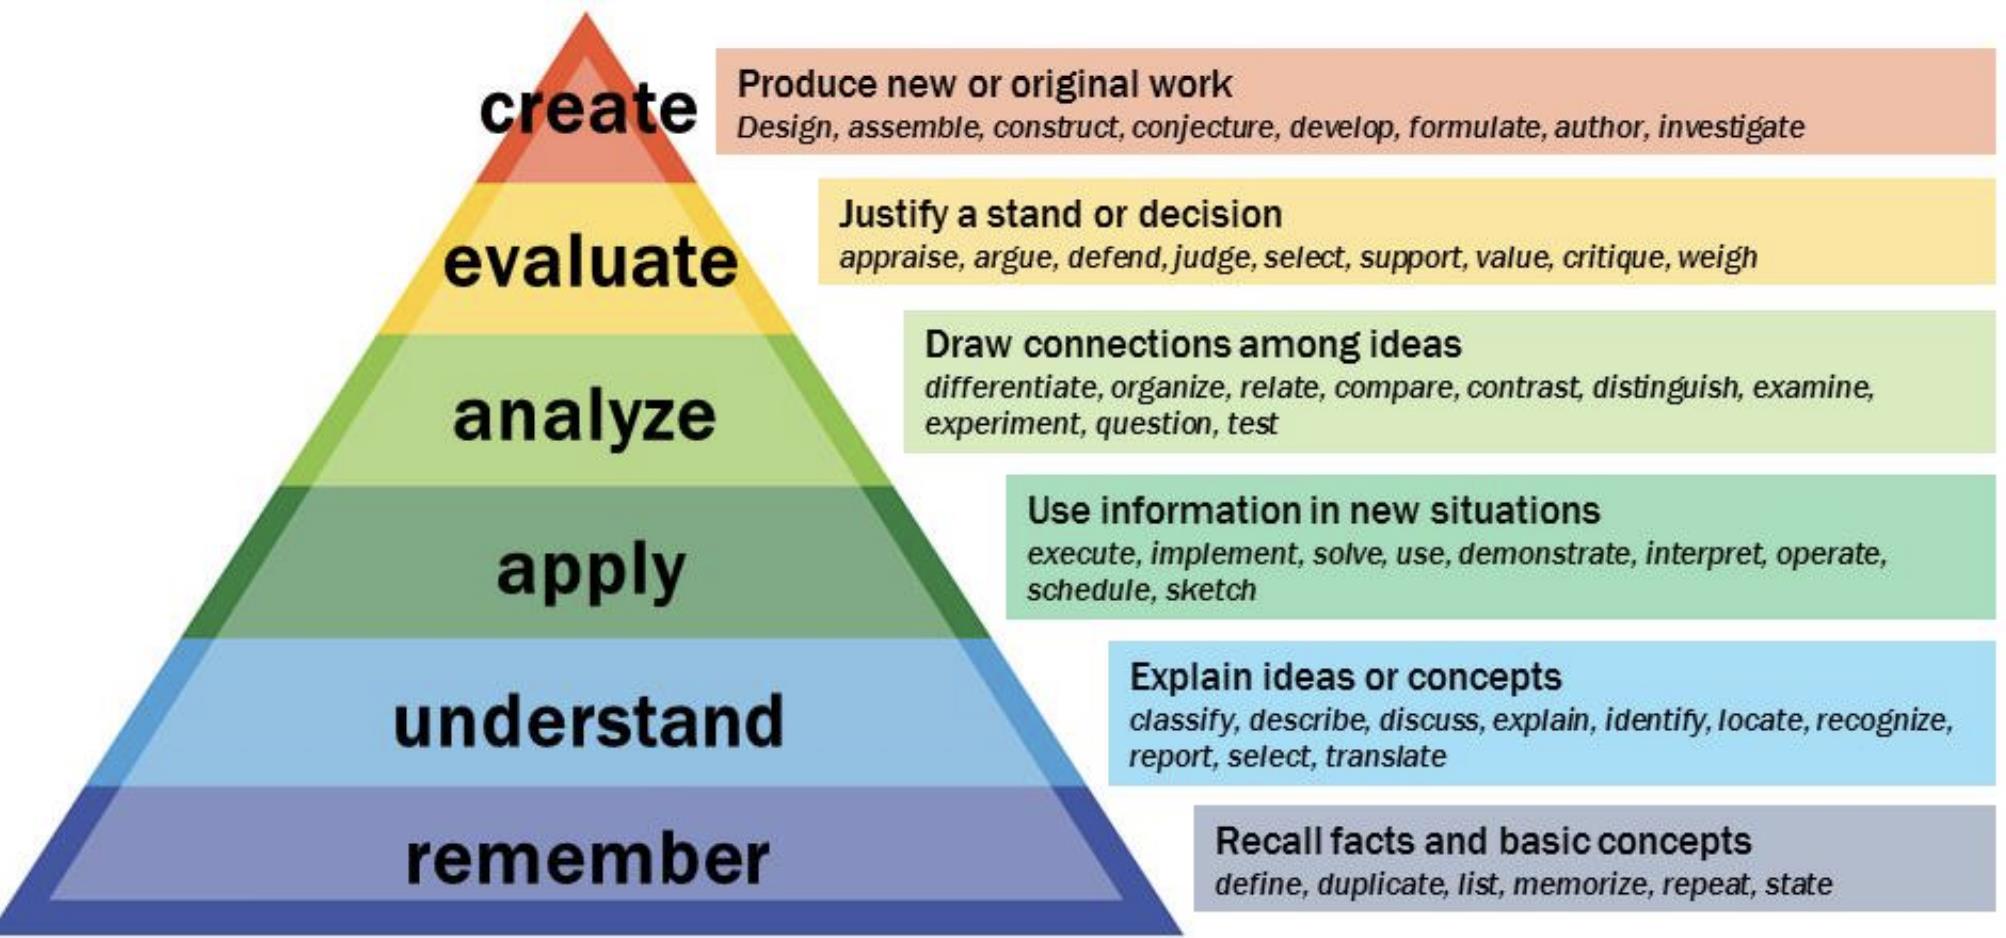 create
Produce new or original work
Design, assemble, construct, conjecture, develop, formulate, author, investigate
evaluate
Justify a stand or decision
appraise, argue, defend, judge, select, support, value, critique, weigh
analyze
Draw connections among ideas
differentiate, organize, relate, compare, contrast, distinguish, examine,
experiment, question, test
apply
Use information in new situations
execute, implement, solve, use, demonstrate, interpret, operate,
schedule, sketch
understand
Explain ideas or concepts
classify, describe, discuss, explain, identify, locate, recognize,
report, select, translate
remember
Recall facts and basic concepts
define, duplicate, list, memorize, repeat, state